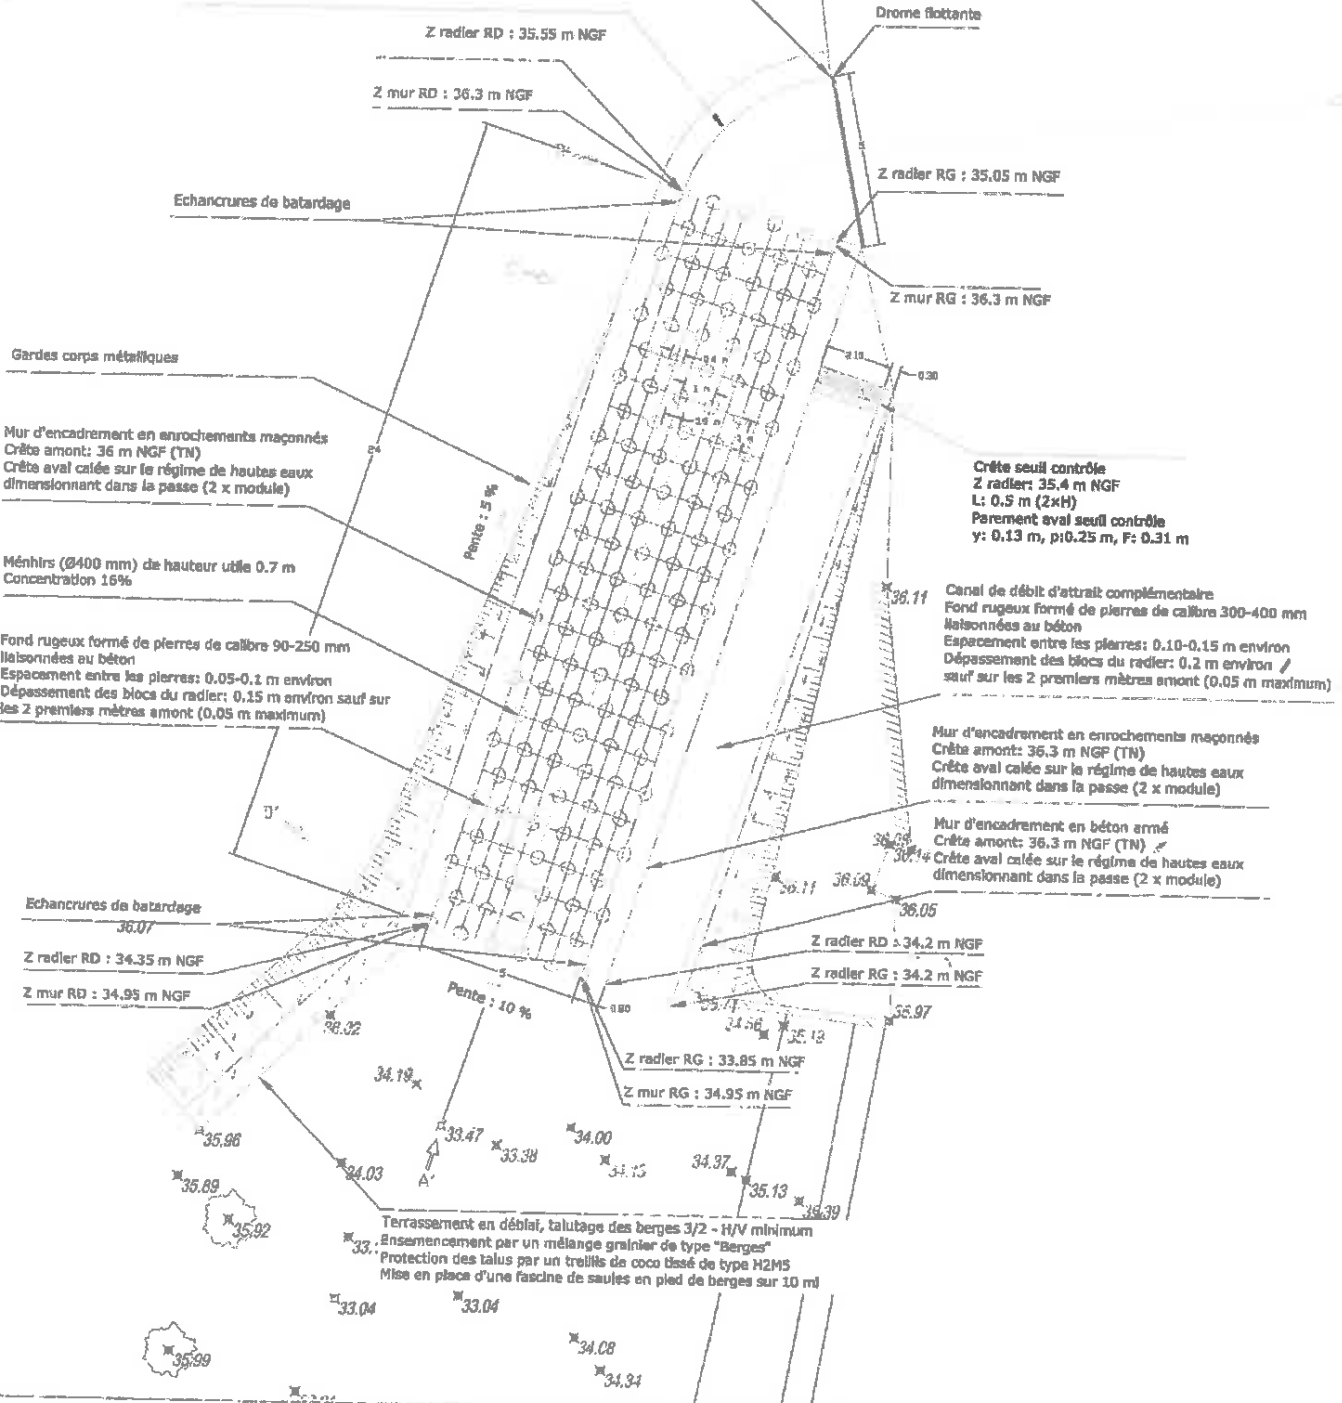 Drome flottante
Z radier RD : 35.55 m NGF
Z mur RD : 36.3 m NGF
Z radier RG : 35.05 m NGF
Echancrures de batardage
Z mur RG : 36.3 m NGF
Gardes corps métalliques
2.10
0.30
Mur d'encadrement en enrochements maçonnés
Crête amont: 36 m NGF (TN)
Crête aval calée sur le régime de hautes eaux
dimensionnant dans la passe (2 x module)
24
Pente : 5 %
1 m
Crête seuil contrôle
Z radier: 35.4 m NGF
L: 0.5 m (2xH)
Parement aval seuil contrôle
y: 0.13 m, p:0.25 m, F: 0.31 m
Ménhirs (Ø400 mm) de hauteur utile 0.7 m
Concentration 16%
36.11
Canal de débit d'attrait complémentaire
Fond rugeux formé de pierres de calibre 300-400 mm
liaisonnées au béton
Espacement entre les pierres: 0.10-0.15 m environ
Dépassement des blocs du radier: 0.2 m environ
sauf sur les 2 premiers mètres amont (0.05 m maximum)
Fond rugeux formé de pierres de calibre 90-250 mm
liaisonnées au béton
Espacement entre les pierres: 0.05-0.1 m environ
Dépassement des blocs du radier: 0.15 m environ sauf sur
les 2 premiers mètres amont (0.05 m maximum)
Mur d'encadrement en enrochements maçonnés
Crête amont: 36.3 m NGF (TN)
Crête aval calée sur le régime de hautes eaux
dimensionnant dans la passe (2 x module)
Mur d'encadrement en béton armé
Crête amont: 36.3 m NGF (TN)
Crête aval calée sur le régime de hautes eaux
dimensionnant dans la passe (2 x module)
36.14
36.11
36.09
36.05
Echancrures de batardage
36.07
Z radier RD : 34.35 m NGF
Z mur RD : 34.95 m NGF
Z radier RD : 34.2 m NGF
Z radier RG : 34.2 m NGF
5
Pente : 10 %
0.80
36.02
34.56
35.19
35.97
Z radier RG : 33.85 m NGF
Z mur RG : 34.95 m NGF
34.19
33.47
33.38
34.00
34.15
34.37
35.13
36.39
35.96
35.89
34.03
35.92
A'
Terrassement en déblai, talutage des berges 3/2 - H/V minimum
Ensemencement par un mélange grainier de type "Berges"
Protection des talus par un treillis de coco tissé de type H2M5
Mise en place d'une fascine de saules en pied de berges sur 10 ml
33.04
33.04
34.08
34.34
35.99